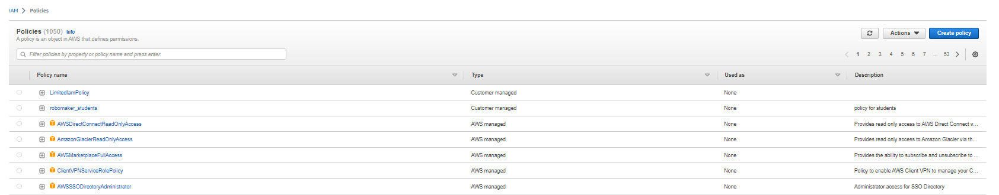 IAM > Policies
Policies (1050) Info
A policy is an object in AWS that defines permissions.
Actions
Create policy
Filter policies by property or policy name and press enter.
< 1 2 3 4 5 6 7 ... 53 >
Policy name Type Used as Description
LimitedIamPolicy Customer managed None
robomaker_students Customer managed None policy for students
AWSDirectConnectReadOnlyAccess AWS managed None Provides read only access to AWS Direct Connect v...
AmazonGlacierReadOnlyAccess AWS managed None Provides read only access to Amazon Glacier via th...
AWSMarketplaceFullAccess AWS managed None Provides the ability to subscribe and unsubscribe to ...
ClientVPNServiceRolePolicy AWS managed None Policy to enable AWS Client VPN to manage your C...
AWSSSODirectoryAdministrator AWS managed None Administrator access for SSO Directory